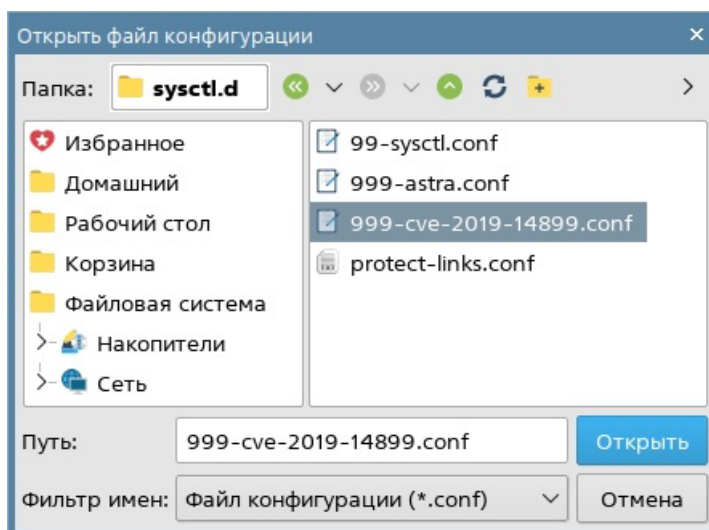 Открыть файл конфигурации
Папка: sysctl.d
Избранное
Домашний
Рабочий стол
Корзина
Файловая система
Накопители
Сеть
99-sysctl.conf
999-astra.conf
999-cve-2019-14899.conf
protect-links.conf
Путь: 999-cve-2019-14899.conf Открыть
Фильтр имен: Файл конфигурации (*.conf) Отмена